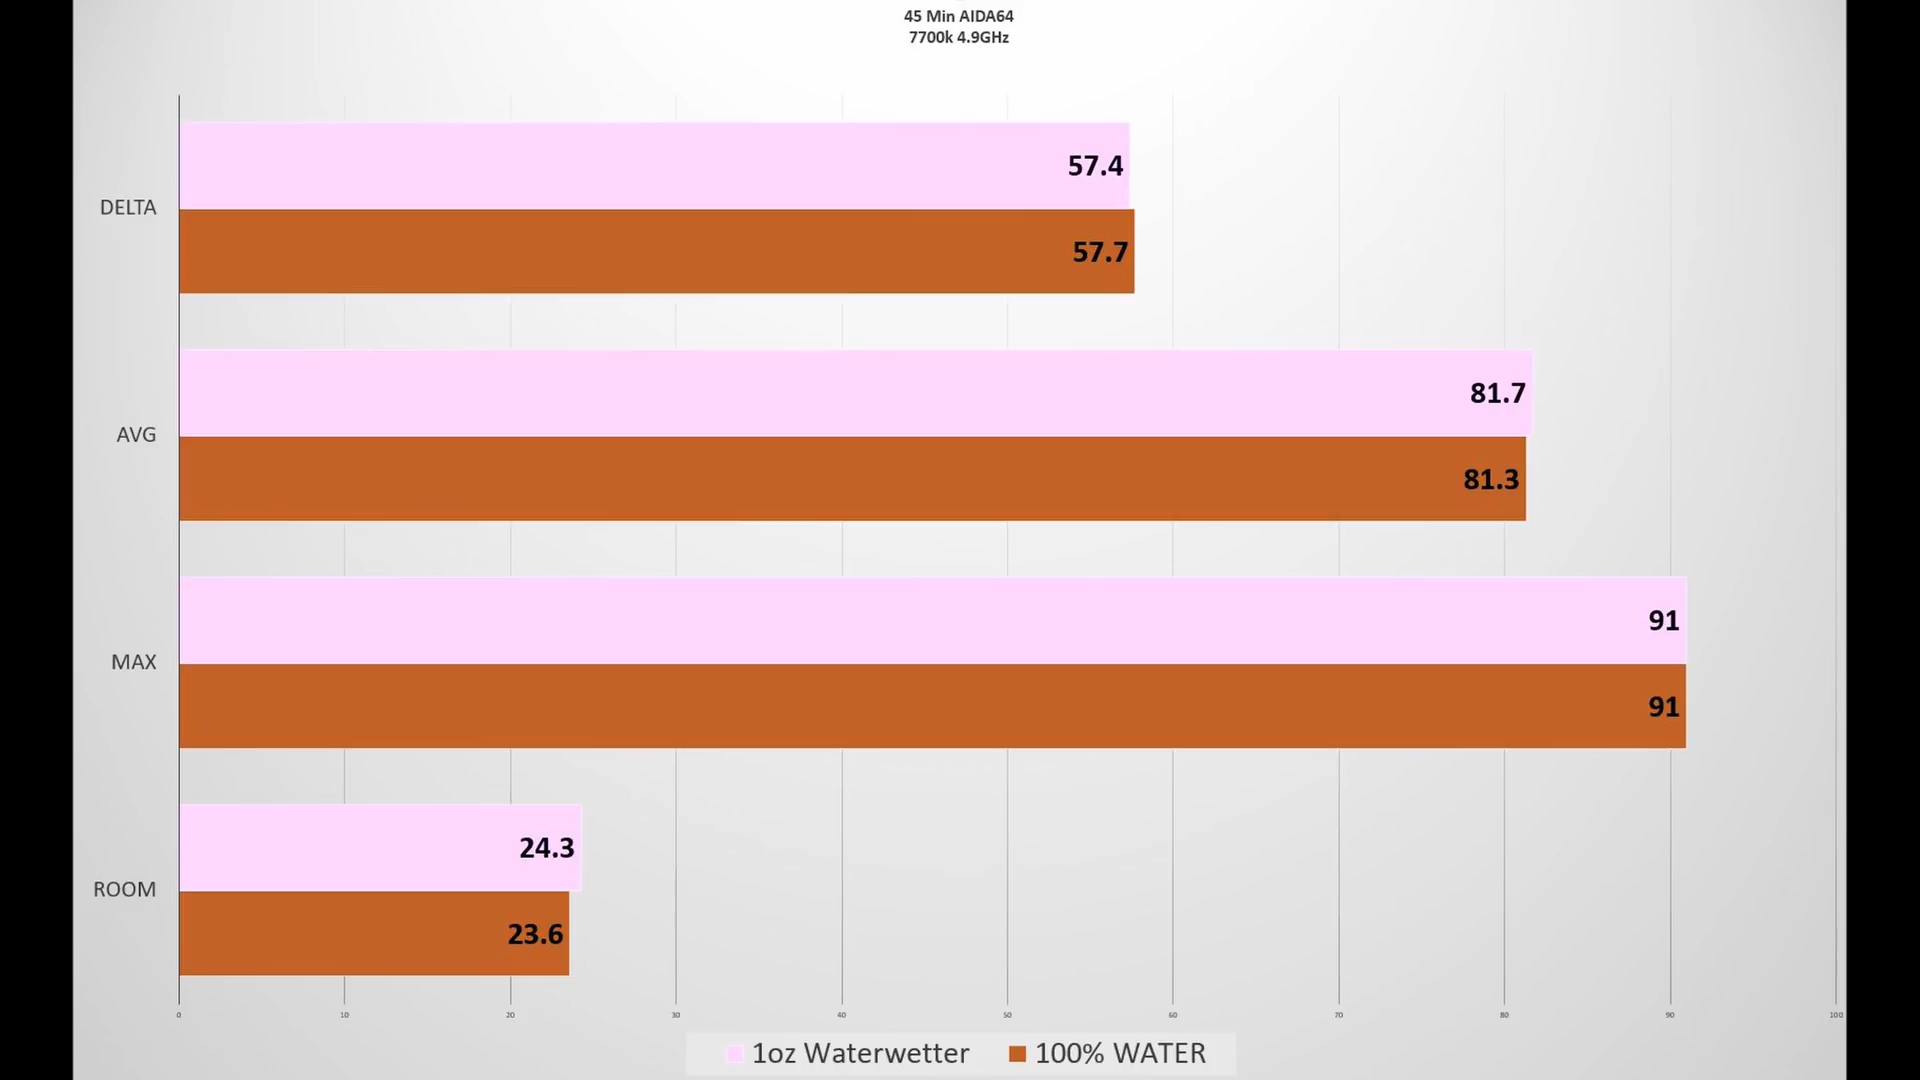 45 Min AIDA64
7700k 4.9GHz
DELTA
57.4
57.7
AVG
81.7
81.3
MAX
91
91
ROOM
24.3
23.6
0 10 20 30 40 50 60 70 80 90 100
1oz Waterwetter 100% WATER